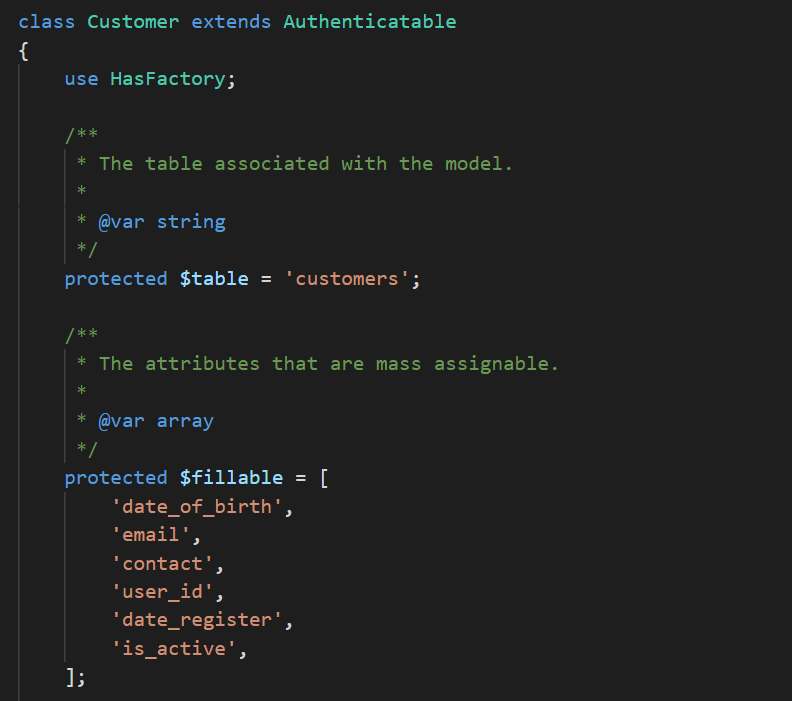 class Customer extends Authenticatable
{
    use HasFactory;

    /**
     * The table associated with the model.
     *
     * @var string
     */
    protected $table = 'customers';

    /**
     * The attributes that are mass assignable.
     *
     * @var array
     */
    protected $fillable = [
        'date_of_birth',
        'email',
        'contact',
        'user_id',
        'date_register',
        'is_active',
    ];